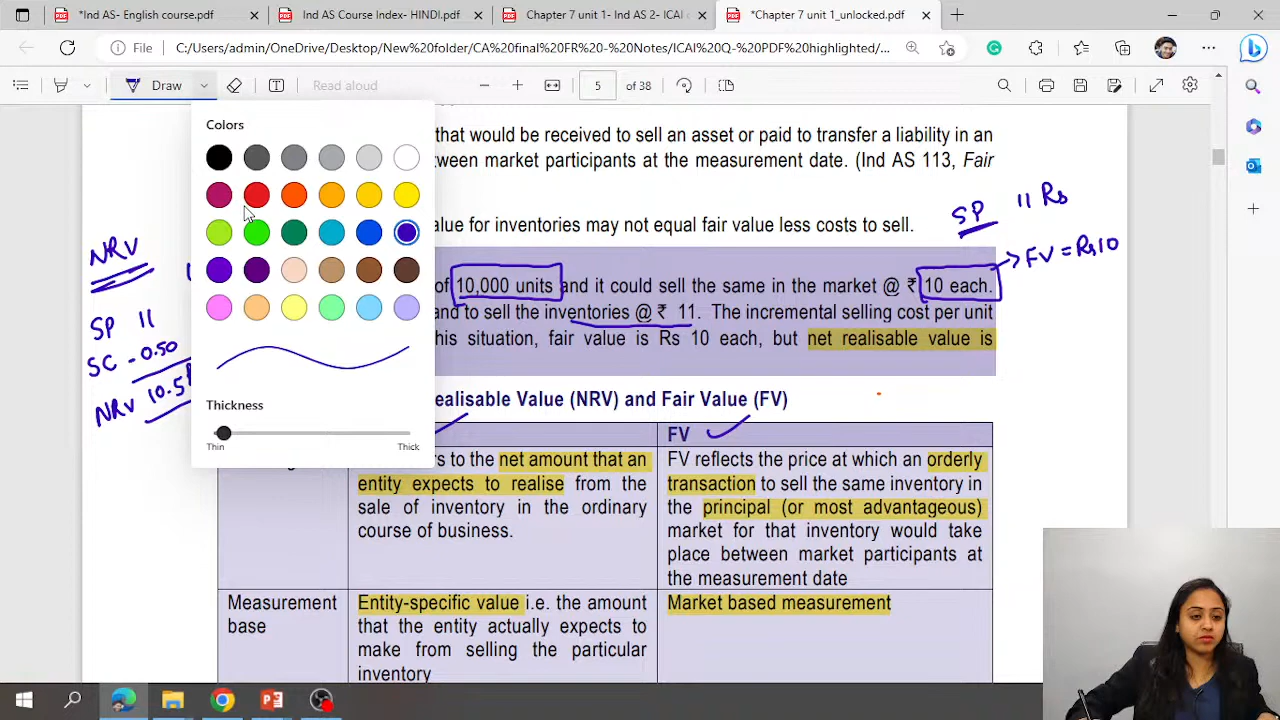 *Ind AS- English course.pdf
Ind AS Course Index- HINDI.pdf
Chapter 7 unit 1- Ind AS 2- ICAI
*Chapter 7 unit 1_unlocked.pdf
File
C:/Users/admin/OneDrive/Desktop/New%20folder/CA%20final%20FR%20-%20Notes/ICAI%20Q-%20PDF%20highlighted/...
Draw
Read aloud
5 of 38
Colors
that would be received to sell an asset or paid to transfer a liability in an
ween market participants at the measurement date. (Ind AS 113, Fair
SP 11 Rs
alue for inventories may not equal fair value less costs to sell.
NRV
FV = Rs10
of 10,000 units and it could sell the same in the market @ ₹ 10 each.
SP 11
and to sell the inventories @ ₹ 11. The incremental selling cost per unit
SC - 0.50
his situation, fair value is Rs 10 each, but net realisable value is
NRV 10.5
ealisable Value (NRV) and Fair Value (FV)
Thickness
Thin Thick
FV
rs to the net amount that an
entity expects to realise from the
sale of inventory in the ordinary
course of business.
FV reflects the price at which an orderly
transaction to sell the same inventory in
the principal (or most advantageous)
market for that inventory would take
place between market participants at
the measurement date
Measurement
base
Entity-specific value i.e. the amount
that the entity actually expects to
make from selling the particular
inventory
Market based measurement